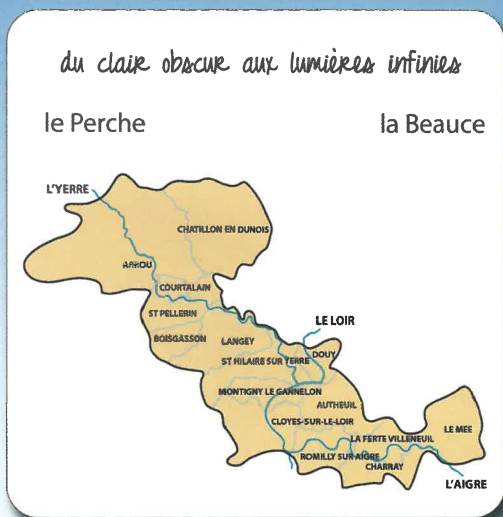 du clair obscur aux lumières infinies
le Perche
la Beauce
L'YERRE
CHATILLON EN DUNOIS
ARROU
COURTALAIN
ST PELLERIN
LE LOIR
BOISGASSON
LANGEY
DOUY
ST HILAIRE SUR YERRE
MONTIGNY LE GANNELON
AUTHEUIL
CLOYES-SUR-LE-LOIR
LE MEE
LA FERTE VILLENEUIL
ROMILLY SUR AIGRE
CHARRAY
L'AIGRE